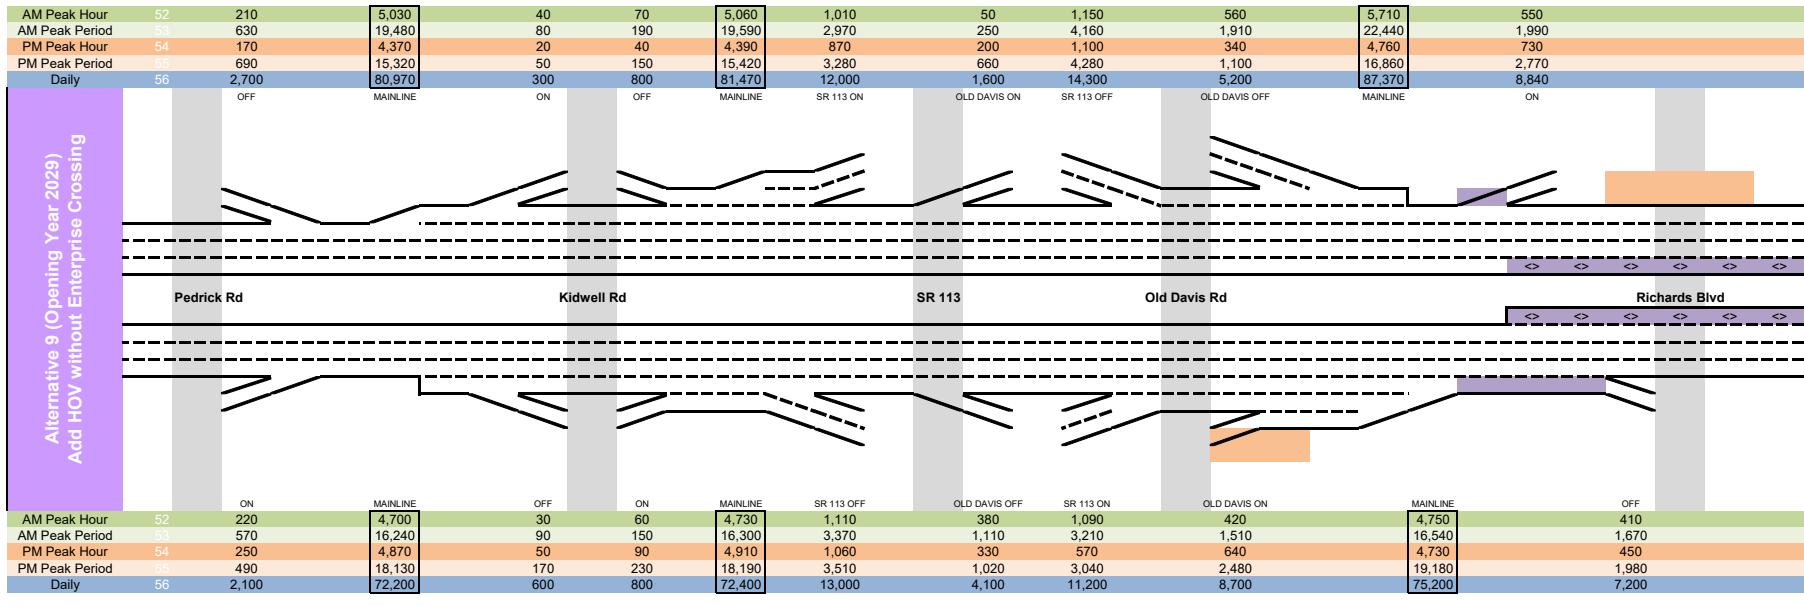 AM Peak Hour 52 210 5,030 40 70 5,060 1,010 50 1,150 560 5,710 550
AM Peak Period 53 630 19,480 80 190 19,590 2,970 250 4,160 1,910 22,440 1,990
PM Peak Hour 54 170 4,370 20 40 4,390 870 200 1,100 340 4,760 730
PM Peak Period 55 690 15,320 50 150 15,420 3,280 660 4,280 1,100 16,860 2,770
Daily 56 2,700 80,970 300 800 81,470 12,000 1,600 14,300 5,200 87,370 8,840
OFF MAINLINE ON OFF MAINLINE SR 113 ON OLD DAVIS ON SR 113 OFF OLD DAVIS OFF MAINLINE ON
Alternative 9 (Opening Year 2029)
Add HOV without Enterprise Crossing
<> <> <> <> <> <>
Pedrick Rd Kidwell Rd SR 113 Old Davis Rd Richards Blvd
<> <> <> <> <> <>
ON MAINLINE OFF ON MAINLINE SR 113 OFF OLD DAVIS OFF SR 113 ON OLD DAVIS ON MAINLINE OFF
AM Peak Hour 52 220 4,700 30 60 4,730 1,110 380 1,090 420 4,750 410
AM Peak Period 53 570 16,240 90 150 16,300 3,370 1,110 3,210 1,510 16,540 1,670
PM Peak Hour 54 250 4,870 50 90 4,910 1,060 330 570 640 4,730 450
PM Peak Period 55 490 18,130 170 230 18,190 3,510 1,020 3,040 2,480 19,180 1,980
Daily 56 2,100 72,200 600 800 72,400 13,000 4,100 11,200 8,700 75,200 7,200